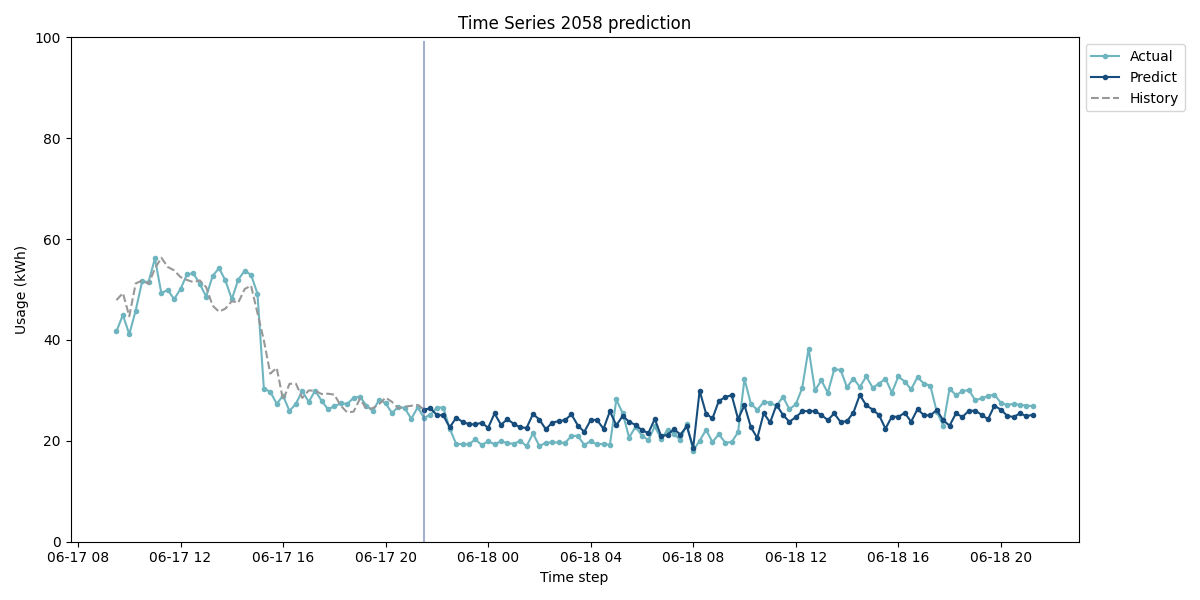 Time Series 2058 prediction
100
80
60
40
20
0
Usage (kWh)
06-17 08
06-17 12
06-17 16
06-17 20
06-18 00
06-18 04
06-18 08
06-18 12
06-18 16
06-18 20
Time step
Actual
Predict
History